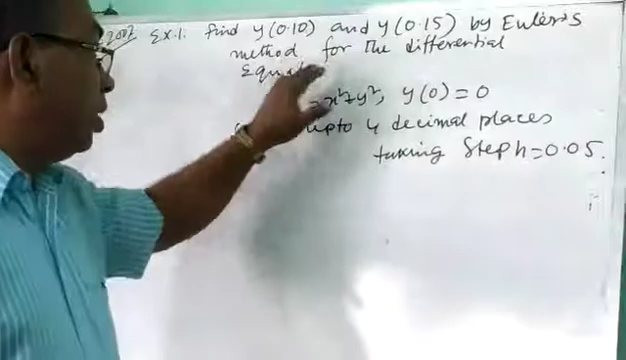 2007 Ex.1. Find y(0.10) and y(0.15) by Euler's
method for the differential
= x²+y², y(0)=0
upto 4 decimal places
taking step h=0.05.